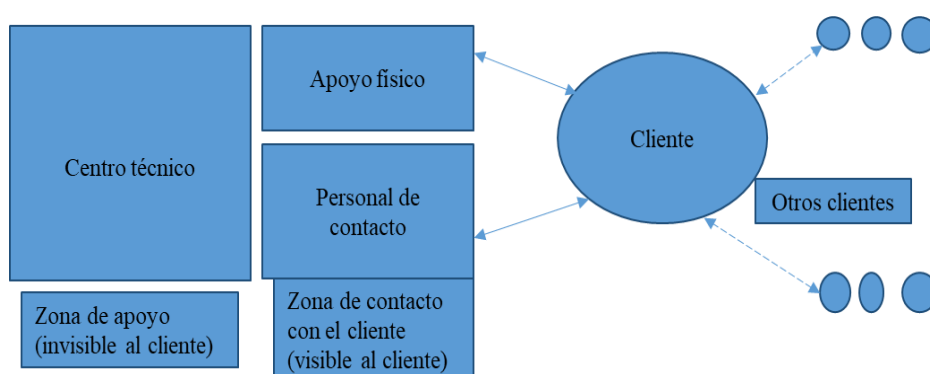 Centro técnico
Apoyo físico
Personal de
contacto
Cliente
Otros clientes
Zona de apoyo
(invisible al cliente)
Zona de contacto
con el cliente
(visible al cliente)